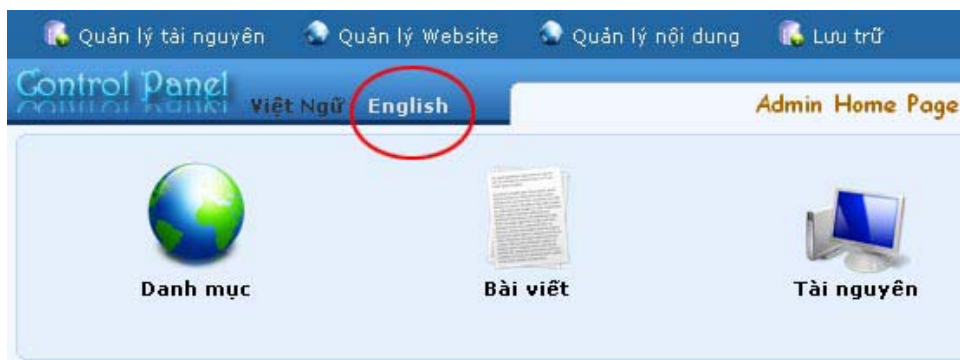 Quản lý tài nguyên Quản lý Website Quản lý nội dung Lưu trữ
Control Panel Việt Ngữ English Admin Home Page
Danh mục Bài viết Tài nguyên